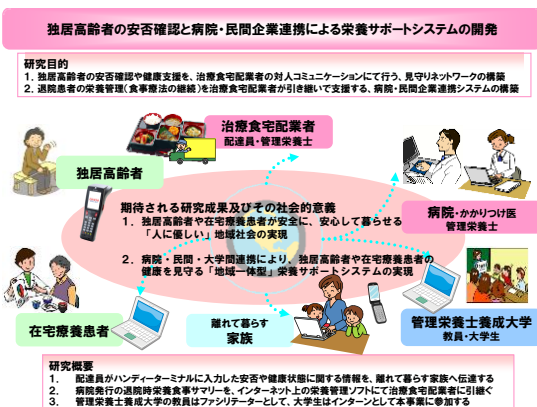 独居高齢者の安否確認と病院・民間企業連携による栄養サポートシステムの開発
研究目的
1. 独居高齢者の安否確認や健康支援を、治療食宅配業者の対人コミュニケーションにて行う、見守りネットワークの構築
2. 退院患者の栄養管理(食事療法の継続)を治療食宅配業者が引き継いで支援する、病院・民間企業連携システムの構築
治療食宅配業者
配達員・管理栄養士
独居高齢者
病院・かかりつけ医
管理栄養士
期待される研究成果及びその社会的意義
1. 独居高齢者や在宅療養患者が安全に、安心して暮らせる
「人に優しい」地域社会の実現
2. 病院・民間・大学間連携により、独居高齢者や在宅療養患者の
健康を見守る「地域一体型」栄養サポートシステムの実現
在宅療養患者
離れて暮らす
家族
管理栄養士養成大学
教員・大学生
研究概要
1. 配達員がハンディーターミナルに入力した安否や健康状態に関する情報を、離れて暮らす家族へ伝達する
2. 病院発行の退院時栄養食事サマリーを、インターネット上の栄養管理ソフトにて治療食宅配業者に引継ぐ
3. 管理栄養士養成大学の教員はファシリテーターとして、大学生はインターンとして本事業に参加する